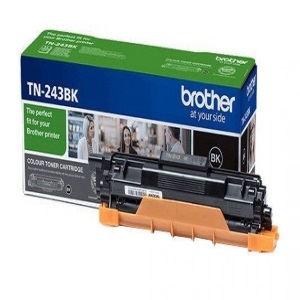 TN-243BK
brother
at your side
The perfect
fit for your
Brother printer
COLOUR TONER CARTRIDGE
BK